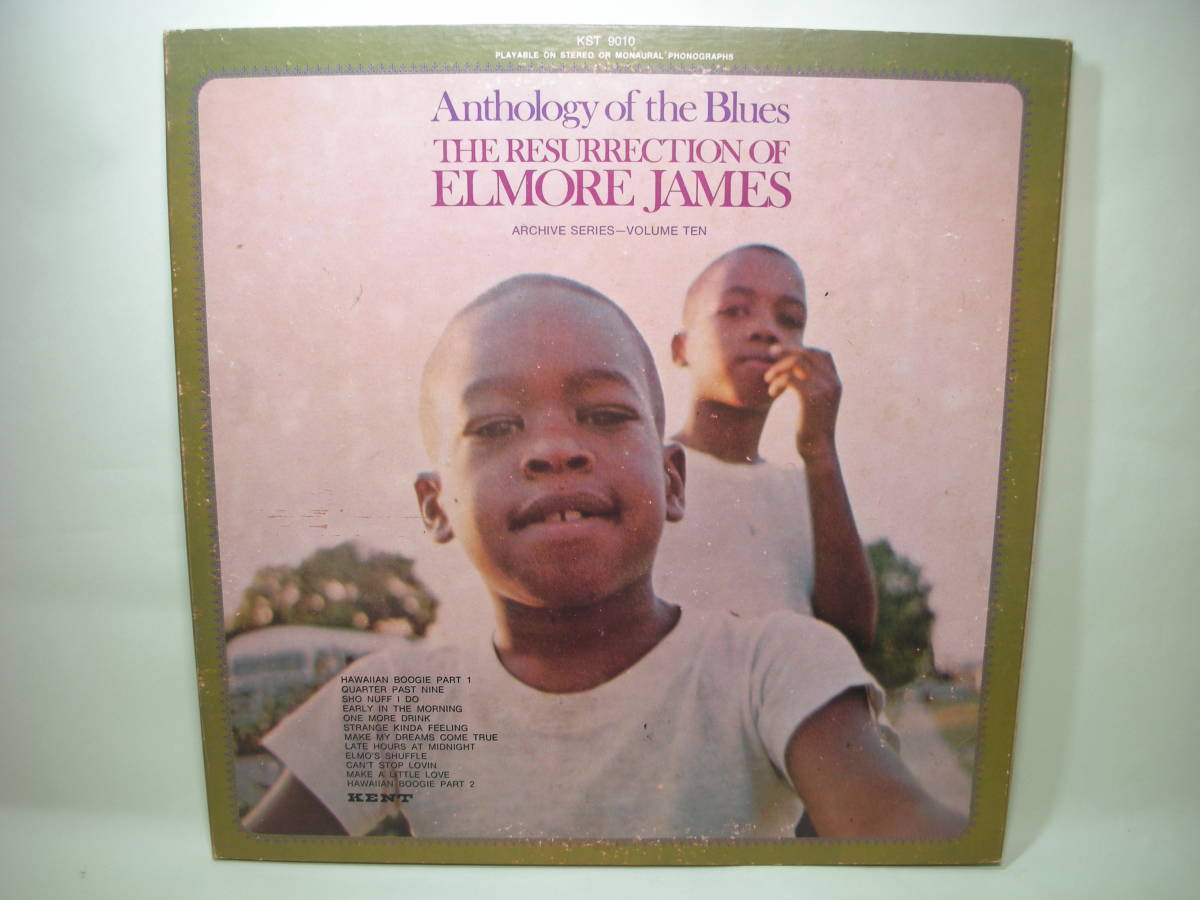 KST 9010
PLAYABLE ON STEREO OR MONAURAL PHONOGRAPHS
Anthology of the Blues
THE RESURRECTION OF
ELMORE JAMES
ARCHIVE SERIES—VOLUME TEN
HAWAIIAN BOOGIE PART 1
QUARTER PAST NINE
SHO NUFF I DO
EARLY IN THE MORNING
ONE MORE DRINK
STRANGE KINDA FEELING
MAKE MY DREAMS COME TRUE
LATE HOURS AT MIDNIGHT
ELMO'S SHUFFLE
CAN'T STOP LOVIN
MAKE A LITTLE LOVE
HAWAIIAN BOOGIE PART 2
KENT